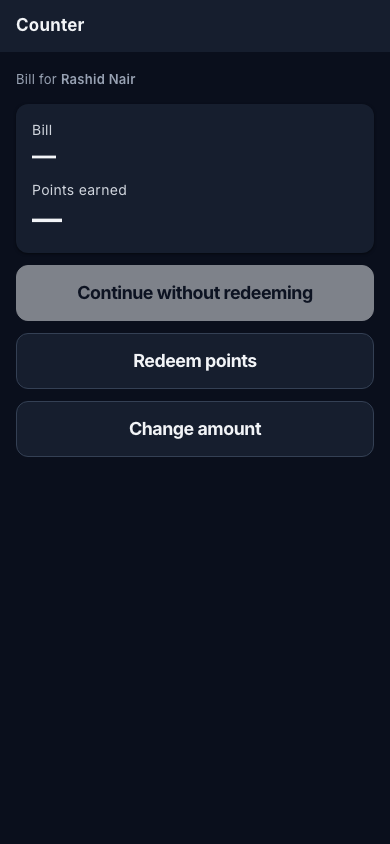 Counter
Bill for Rashid Nair
Bill
—
Points earned
—
Continue without redeeming
Redeem points
Change amount